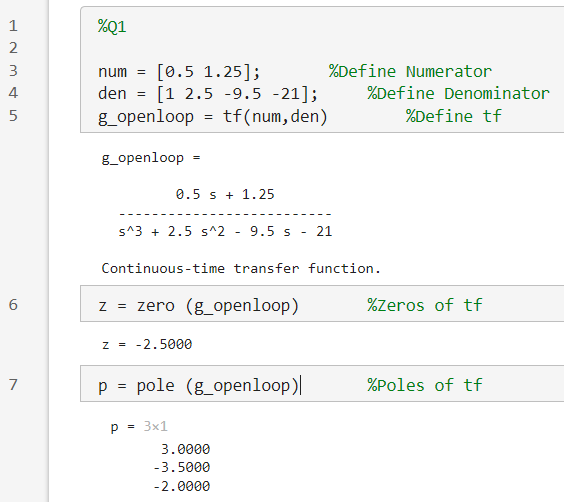 1 %Q1
2
3 num = [0.5 1.25]; %Define Numerator
4 den = [1 2.5 -9.5 -21]; %Define Denominator
5 g_openloop = tf(num,den) %Define tf
g_openloop =
0.5 s + 1.25
--------------------------
s^3 + 2.5 s^2 - 9.5 s - 21
Continuous-time transfer function.
6 z = zero (g_openloop) %Zeros of tf
z = -2.5000
7 p = pole (g_openloop) %Poles of tf
p = 3x1
3.0000
-3.5000
-2.0000